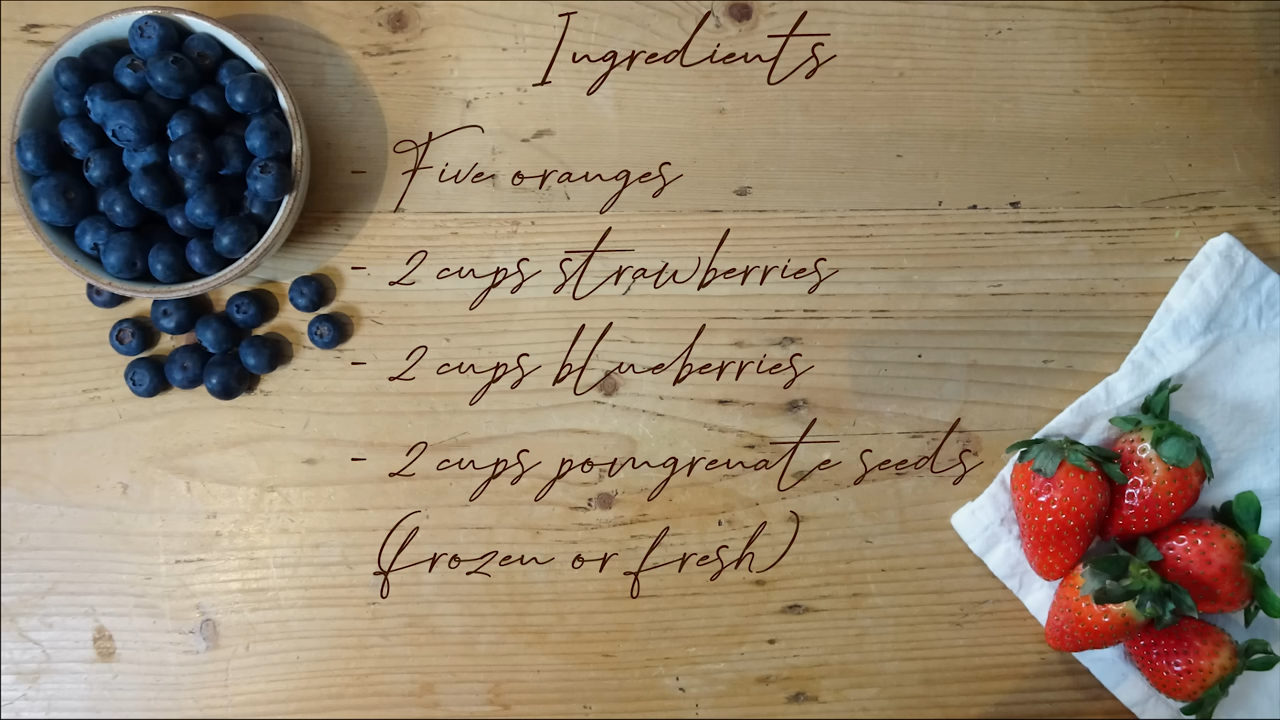 Ingredients
- Five oranges
- 2 cups strawberries
- 2 cups blueberries
- 2 cups pomgrenate seeds
(frozen or fresh)